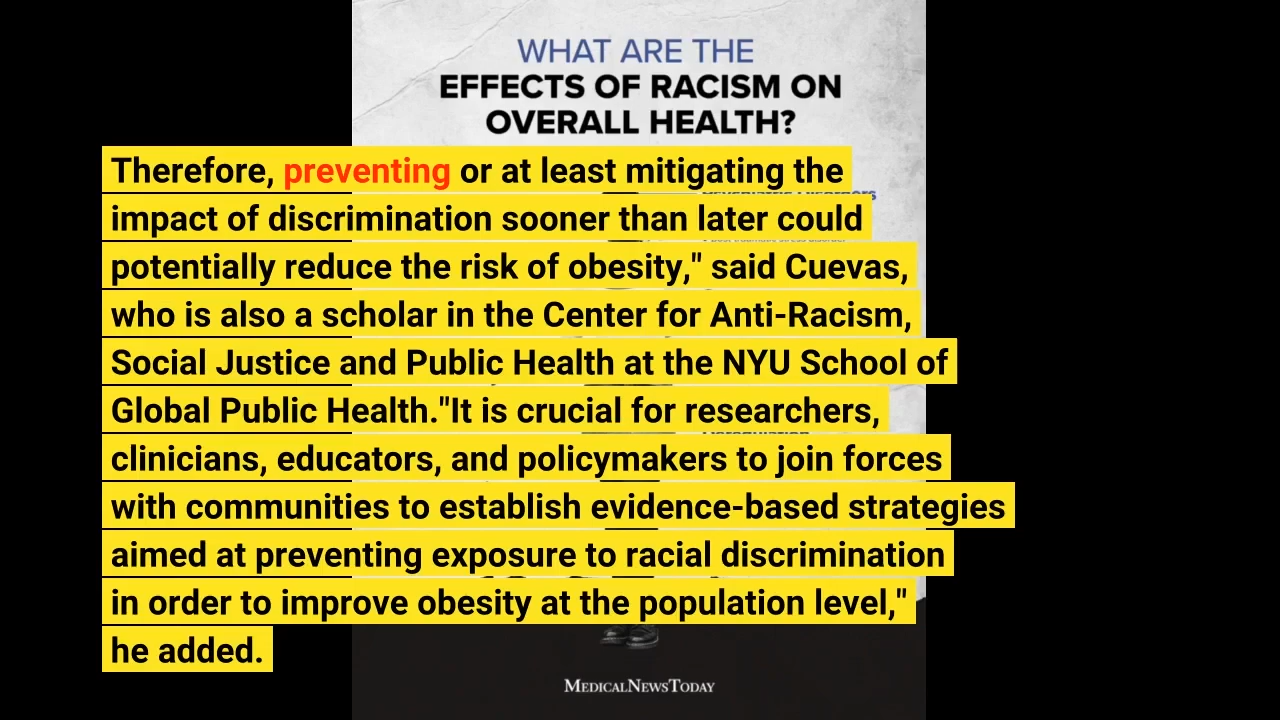 WHAT ARE THE
EFFECTS OF RACISM ON
OVERALL HEALTH?
Therefore, preventing or at least mitigating the
impact of discrimination sooner than later could
potentially reduce the risk of obesity," said Cuevas,
who is also a scholar in the Center for Anti-Racism,
Social Justice and Public Health at the NYU School of
Global Public Health."It is crucial for researchers,
clinicians, educators, and policymakers to join forces
with communities to establish evidence-based strategies
aimed at preventing exposure to racial discrimination
in order to improve obesity at the population level,"
he added.
MEDICALNEWSTODAY